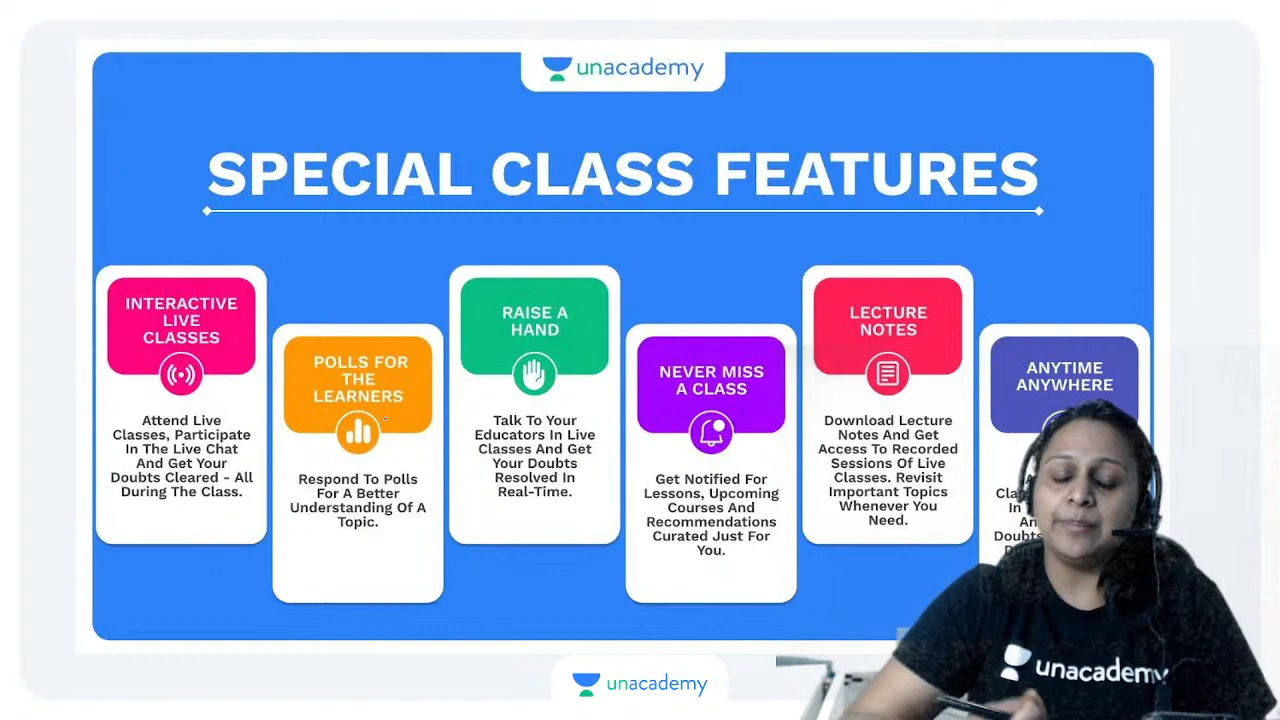 unacademy
SPECIAL CLASS FEATURES
INTERACTIVE
LIVE
CLASSES
Attend Live
Classes, Participate
In The Live Chat
And Get Your
Doubts Cleared - All
During The Class.
POLLS FOR
THE
LEARNERS
Respond To Polls
For A Better
Understanding Of A
Topic.
RAISE A
HAND
Talk To Your
Educators In Live
Classes And Get
Your Doubts
Resolved In
Real-Time.
NEVER MISS
A CLASS
Get Notified For
Lessons, Upcoming
Courses And
Recommendations
Curated Just For
You.
LECTURE
NOTES
Download Lecture
Notes And Get
Access To Recorded
Sessions Of Live
Classes. Revisit
Important Topics
Whenever You
Need.
ANYTIME
ANYWHERE
In
Doubts
unacademy
unacademy